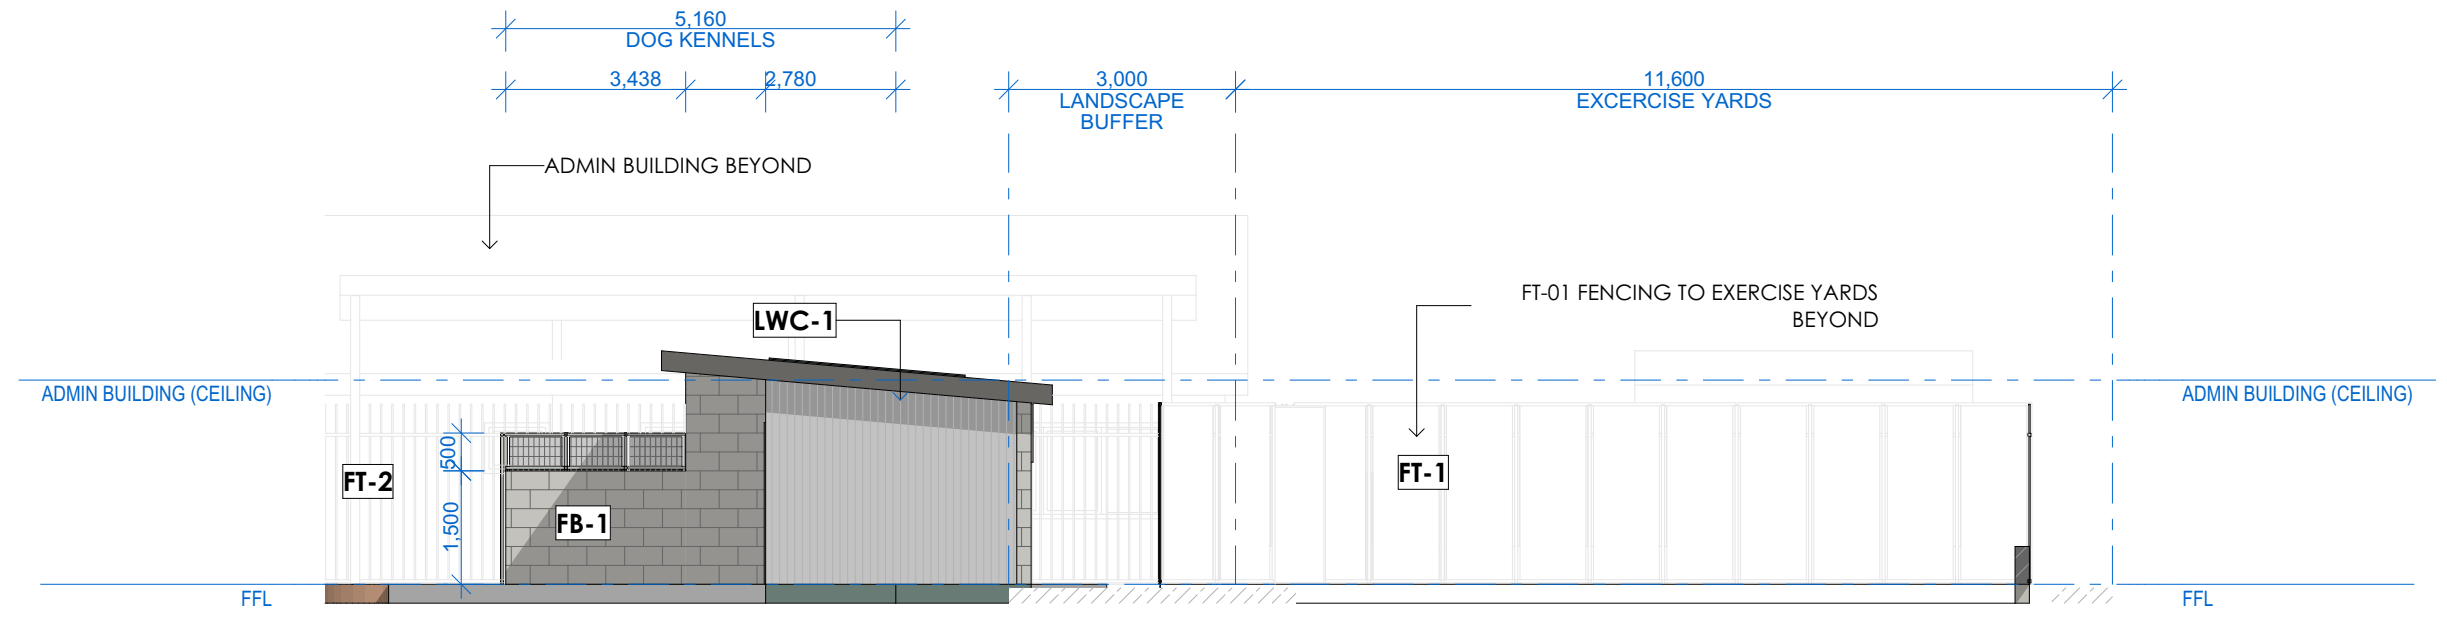 5,160
DOG KENNELS
3,438
2,780
3,000
11,600
LANDSCAPE
BUFFER
EXCERCISE YARDS
ADMIN BUILDING BEYOND
FT-01 FENCING TO EXERCISE YARDS
BEYOND
LWC-1
ADMIN BUILDING (CEILING)
ADMIN BUILDING (CEILING)
500
FT-2
FT-1
1,500
FB-1
FFL
FFL